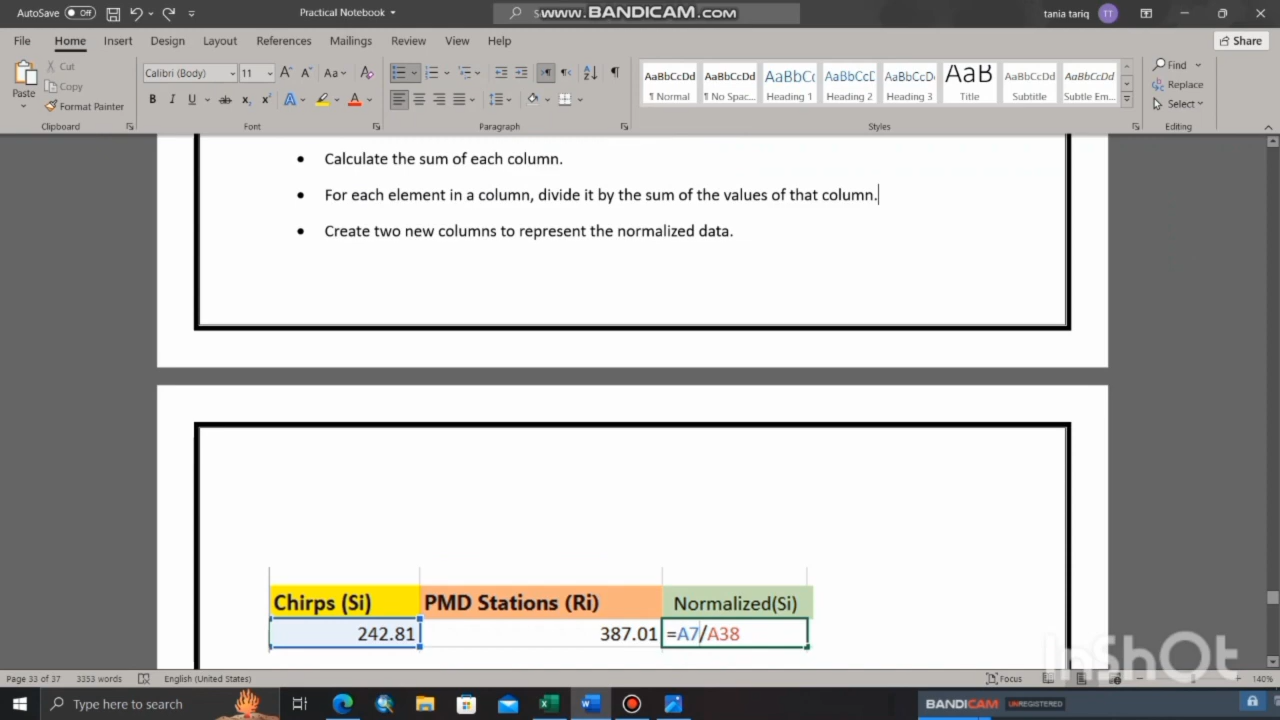 AutoSave Off
Practical Notebook
S
www.BANDICAM.com
tania tariq TT
File Home Insert Design Layout References Mailings Review View Help Share
Paste
Cut
Copy
Format Painter
Clipboard
Calibri (Body) 11
Font
Paragraph
AaBbCcDd AaBbCcDd AaBbC( AaBbCcE AaBbCcD AaB AaBbCcDd AaBbCcDd
¶ Normal ¶ No Spac... Heading 1 Heading 2 Heading 3 Title Subtitle Subtle Em...
Styles
Find
Replace
Select
Editing
• Calculate the sum of each column.
• For each element in a column, divide it by the sum of the values of that column.
• Create two new columns to represent the normalized data.
Chirps (Si) PMD Stations (Ri) Normalized(Si)
242.81 387.01 =A7/A38
InShOt
Page 33 of 37 3353 words English (United States) Focus 140%
Type here to search
BANDICAM UNREGISTERED